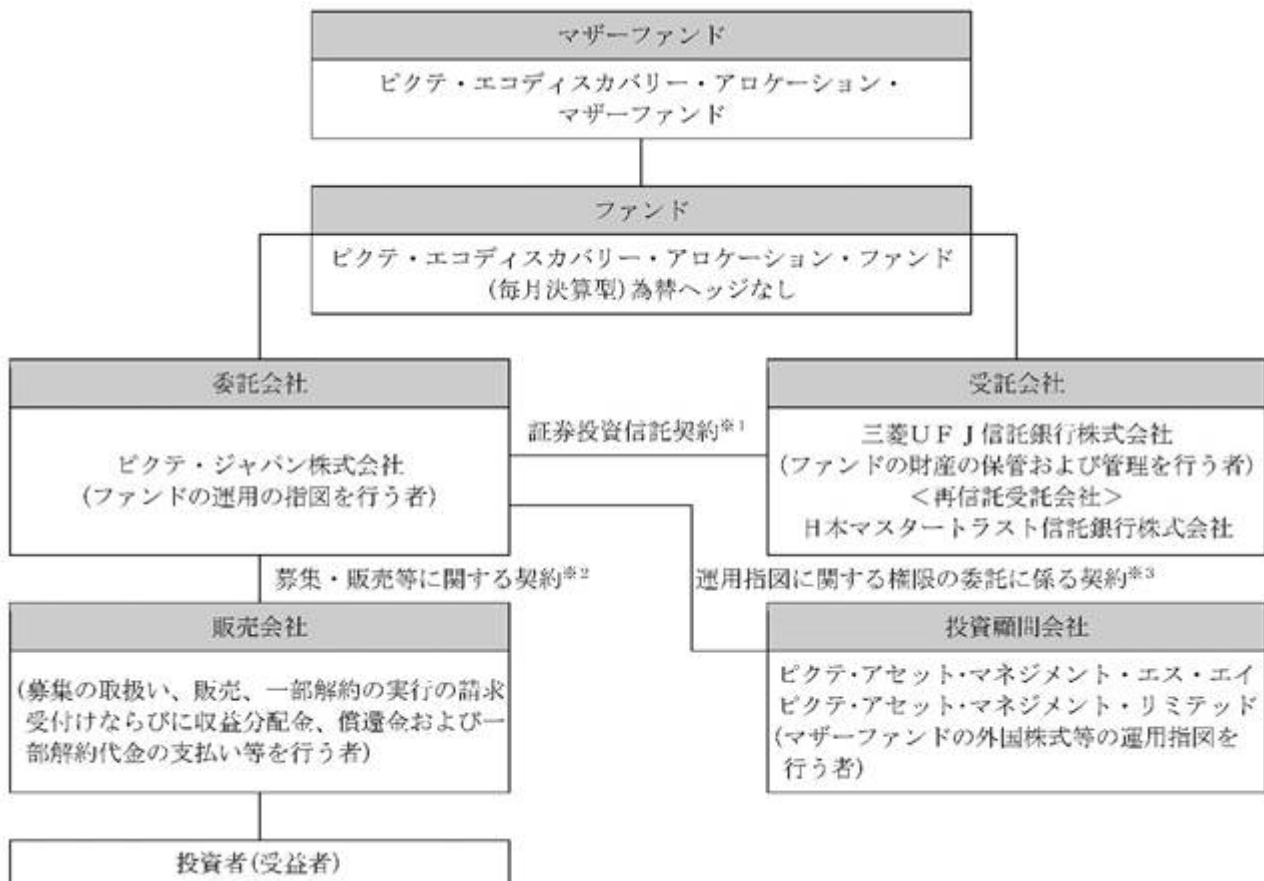 マザーファンド
ピクテ・エコディスカバリー・アロケーション・
マザーファンド
ファンド
ピクテ・エコディスカバリー・アロケーション・ファンド
(毎月決算型)為替ヘッジなし
委託会社
ピクテ・ジャパン株式会社
(ファンドの運用の指図を行う者)
証券投資信託契約※1
受託会社
三菱UFJ信託銀行株式会社
(ファンドの財産の保管および管理を行う者)
<再信託受託会社>
日本マスタートラスト信託銀行株式会社
募集・販売等に関する契約※2
運用指図に関する権限の委託に係る契約※3
販売会社
(募集の取扱い、販売、一部解約の実行の請求
受付けならびに収益分配金、償還金および一
部解約代金の支払い等を行う者)
投資顧問会社
ピクテ・アセット・マネジメント・エス・エイ
ピクテ・アセット・マネジメント・リミテッド
(マザーファンドの外国株式等の運用指図を
行う者)
投資者(受益者)